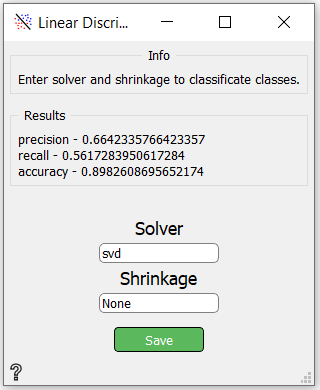 Linear Discri...
Info
Enter solver and shrinkage to classificate classes.
Results
precision - 0.6642335766423357
recall - 0.5617283950617284
accuracy - 0.8982608695652174
Solver
svd
Shrinkage
None
Save
?